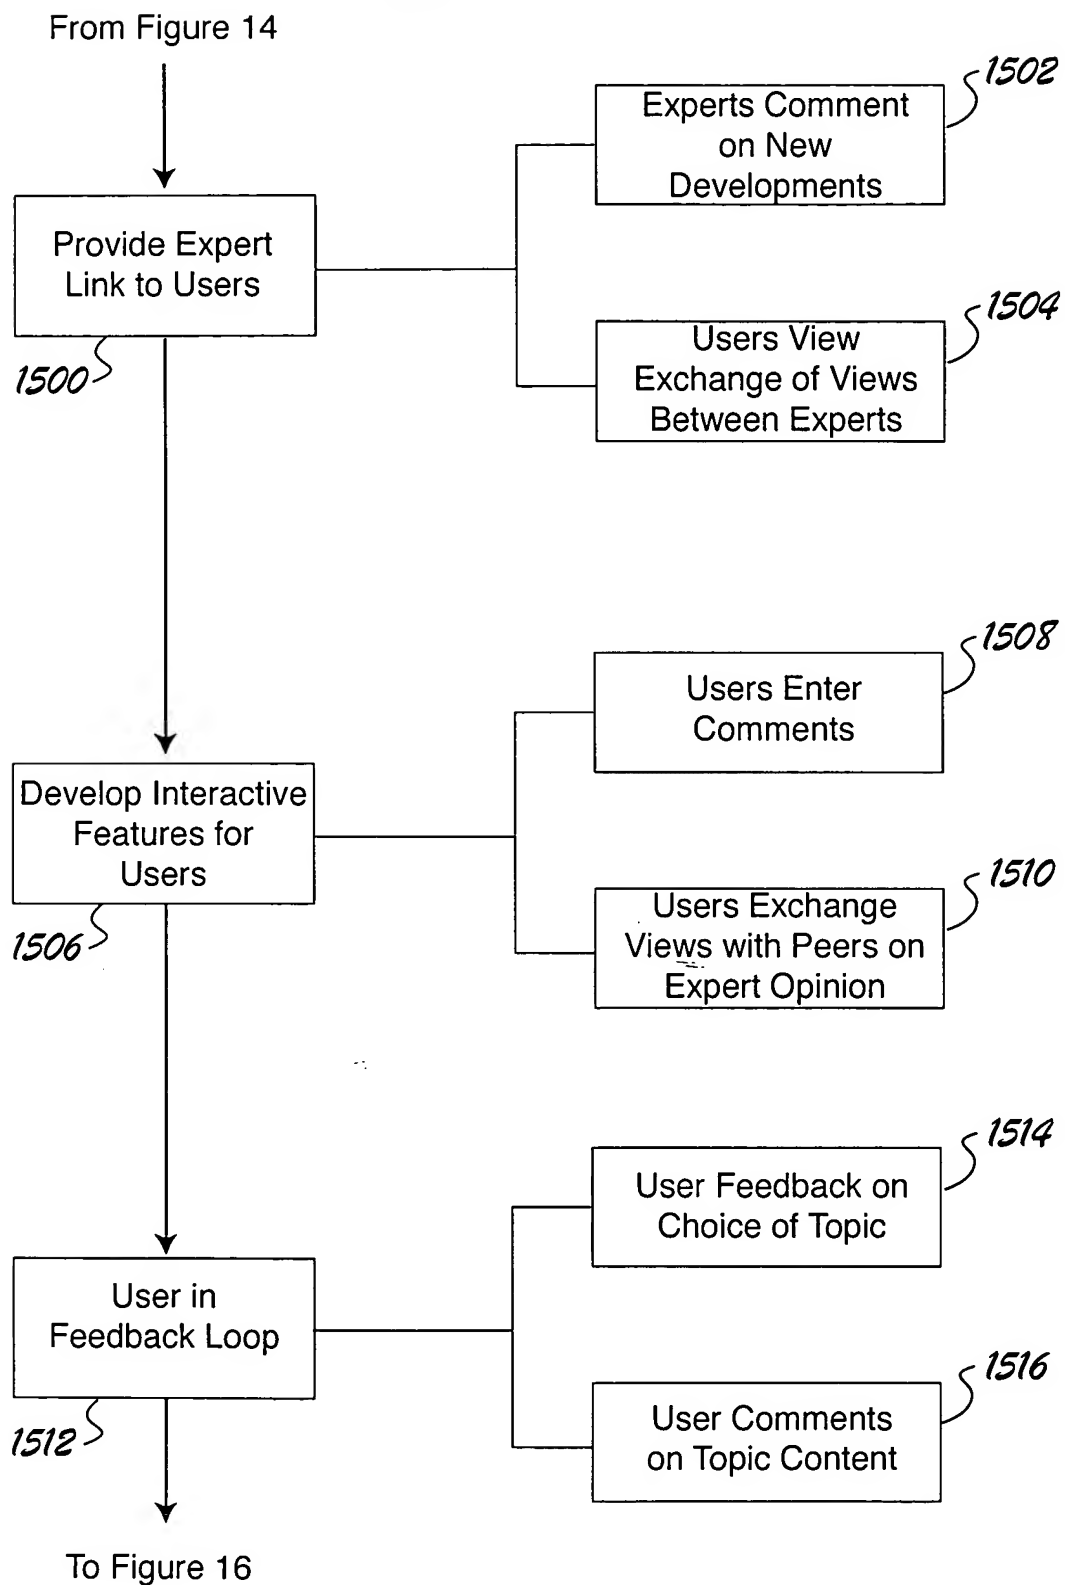 From Figure 14
1502
Experts Comment
on New
Developments
Provide Expert
Link to Users
1500
1504
Users View
Exchange of Views
Between Experts
1508
Users Enter
Comments
Develop Interactive
Features for
Users
1506
1510
Users Exchange
Views with Peers on
Expert Opinion
1514
User Feedback on
Choice of Topic
User in
Feedback Loop
1512
1516
User Comments
on Topic Content
To Figure 16